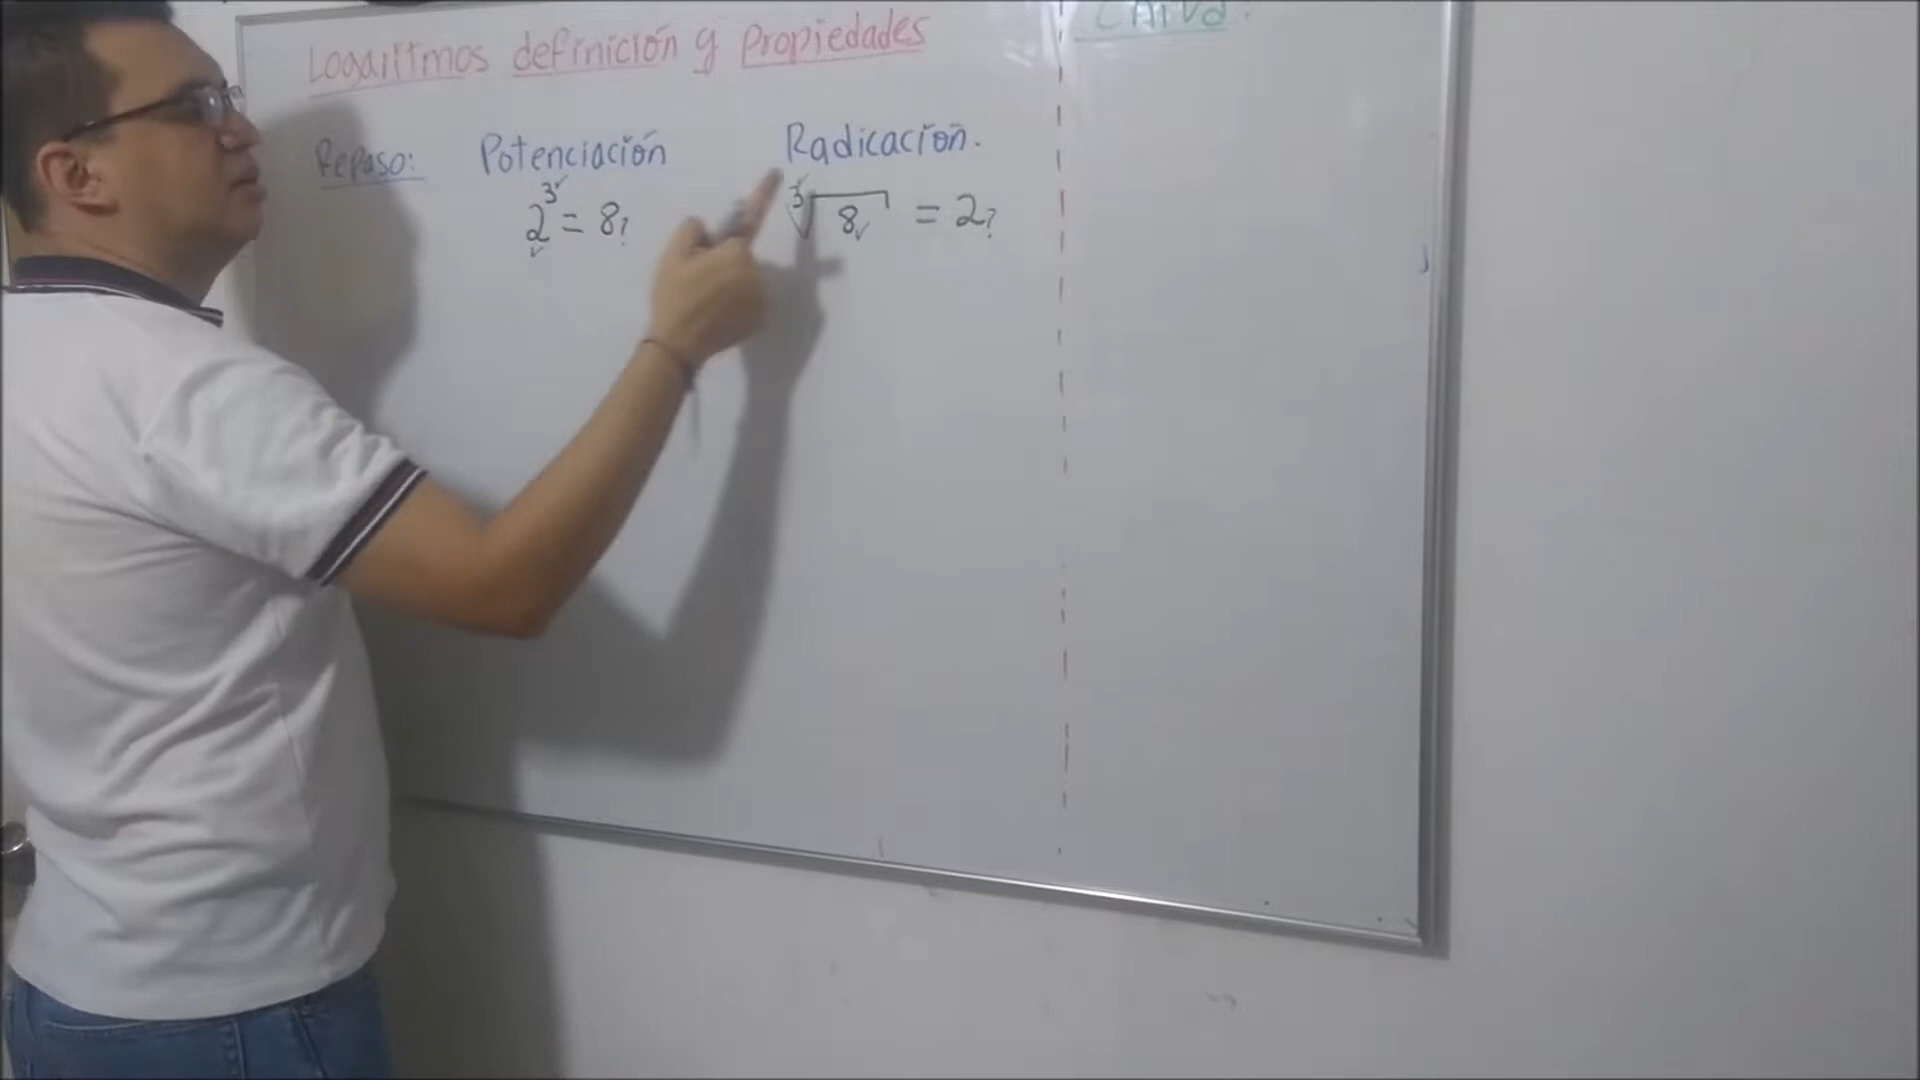 Logaritmos definición y Propiedades
Repaso: Potenciación Radicación.
2³ = 8? ∛8 = 2?